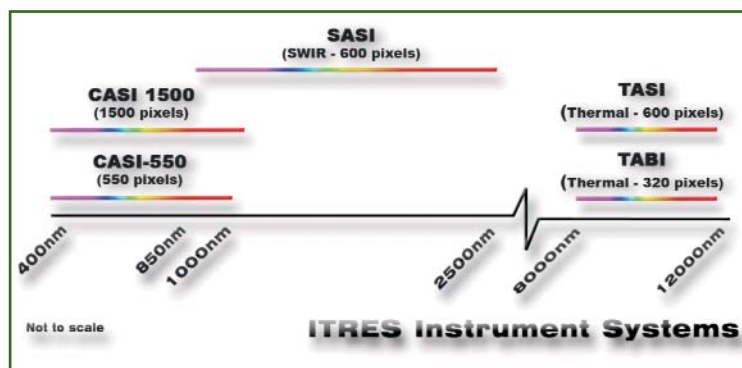 SASI
(SWIR - 600 pixels)
CASI 1500
(1500 pixels)
TASI
(Thermal - 600 pixels)
CASI-550
(550 pixels)
TABI
(Thermal - 320 pixels)
400nm
850nm
1000nm
2500nm
8000nm
12000nm
Not to scale
ITRES Instrument Systems